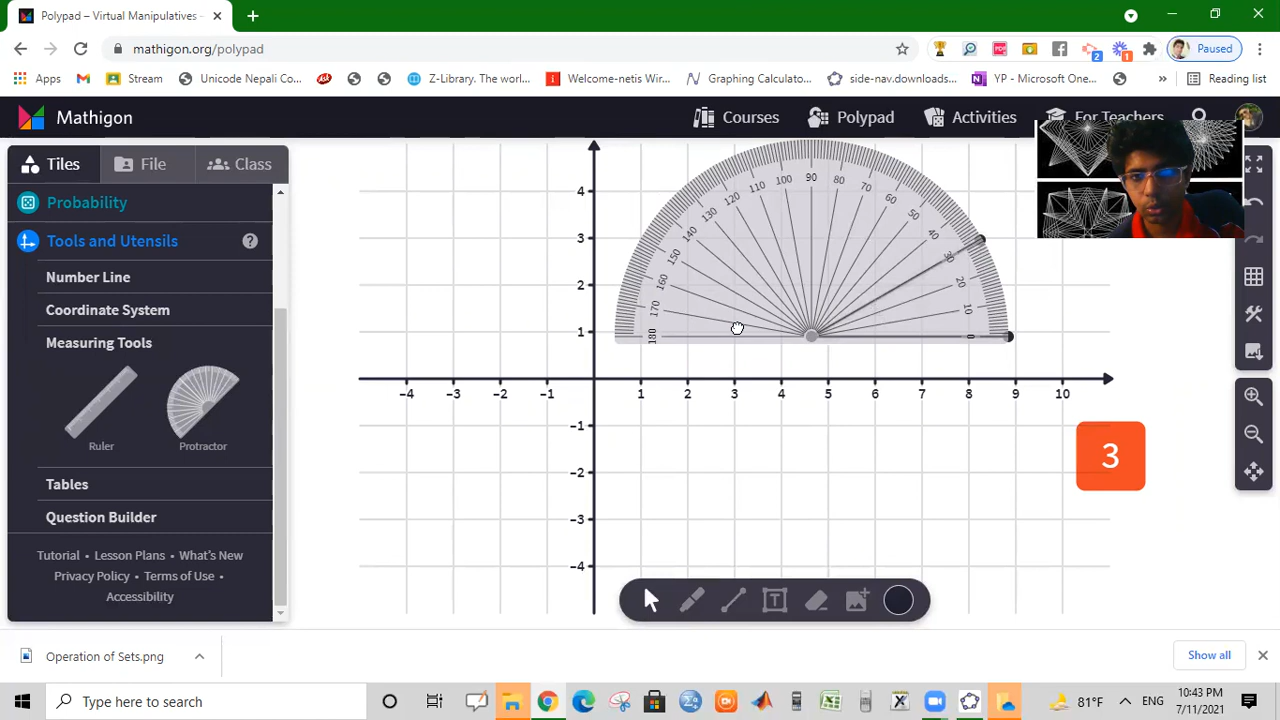 Polypad – Virtual Manipulatives -
mathigon.org/polypad
Paused
Apps
Stream
Unicode Nepali Co...
Ask
Z-Library. The worl...
Welcome-netis Wir...
Graphing Calculato...
side-nav.downloads...
YP - Microsoft One...
»
Reading list
PDF
2
1
Mathigon
Courses
Polypad
Activities
For Teachers
Tiles
File
Class
Probability
Tools and Utensils
?
Number Line
Coordinate System
Measuring Tools
Ruler
Protractor
Tables
Question Builder
Tutorial • Lesson Plans • What's New
Privacy Policy • Terms of Use •
Accessibility
4
3
2
1
–1
–2
–3
–4
–4 –3 –2 –1 1 2 3 4 5 6 7 8 9 10
180 170 160 150 140 130 120 110 100 90 80 70 60 50 40 30 20 10 0
3
T
Operation of Sets.png
Show all
Type here to search
81°F
ENG
10:43 PM
7/11/2021